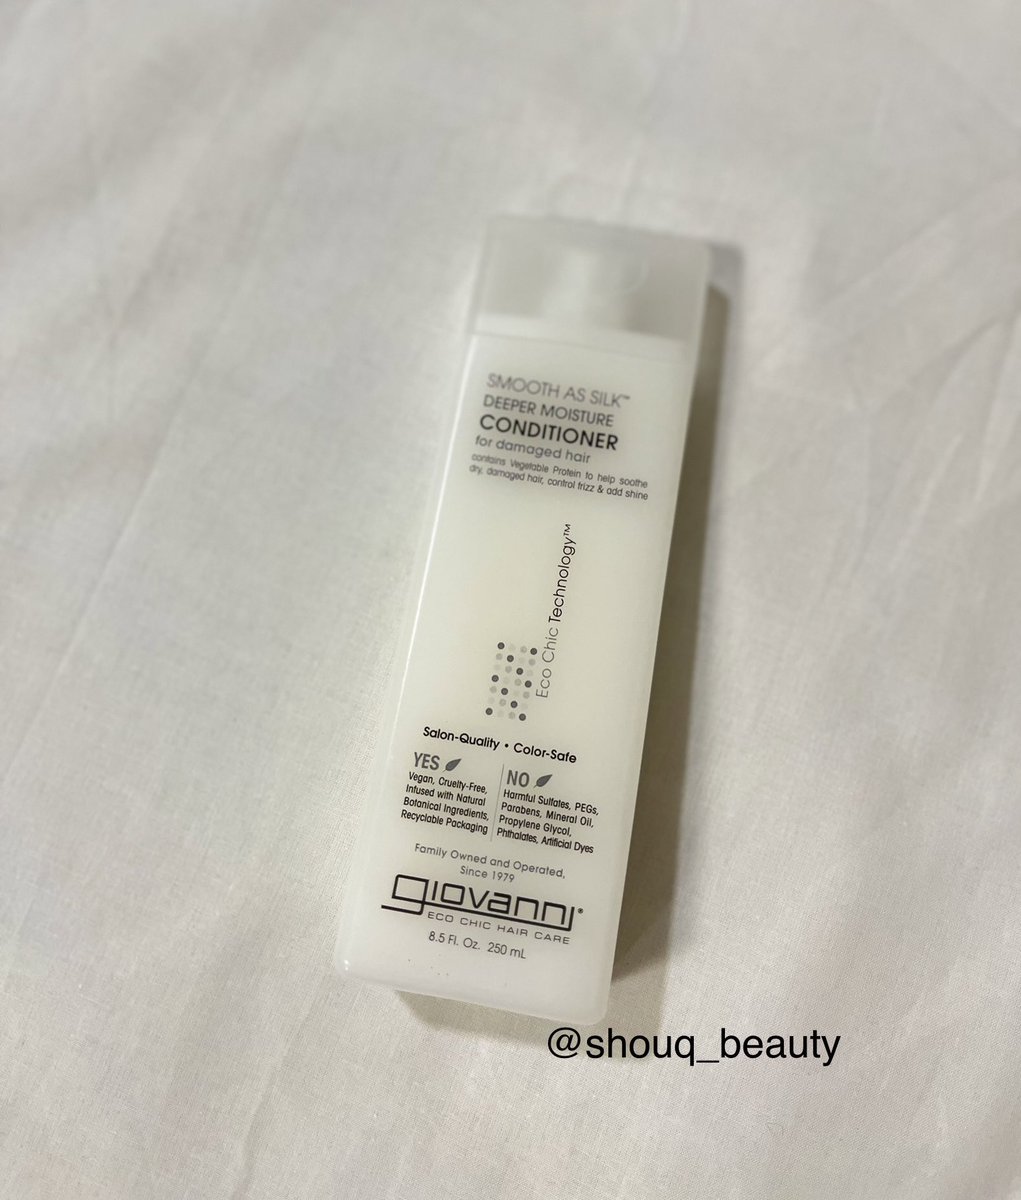 SMOOTH AS SILK™
DEEPER MOISTURE
CONDITIONER
for damaged hair
contains Vegetable Protein to help soothe
dry, damaged hair, control frizz & add shine
Eco Chic Technology™
Salon-Quality • Color-Safe
YES
Vegan, Cruelty-Free,
Infused with Natural
Botanical Ingredients,
Recyclable Packaging
NO
Harmful Sulfates, PEGs,
Parabens, Mineral Oil,
Propylene Glycol,
Phthalates, Artificial Dyes
Family Owned and Operated,
Since 1979
giovanni®
ECO CHIC HAIR CARE
8.5 Fl. Oz. 250 mL
@shouq_beauty